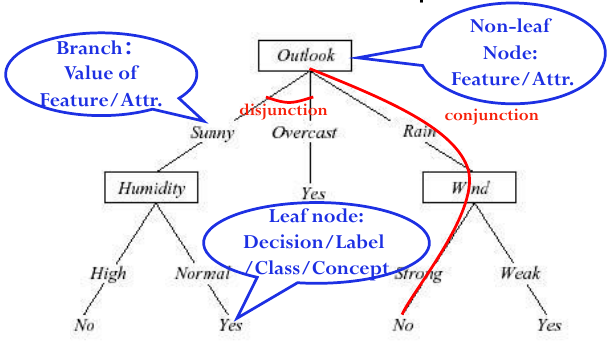 Non-leaf
Node:
Feature/Attr.
Branch:
Value of
Feature/Attr.
Outlook
disjunction
conjunction
Sunny
Overcast
Rain
Humidity
Yes
Wind
Leaf node:
Decision/Label
/Class/Concept
High
Normal
Strong
Weak
No
Yes
No
Yes